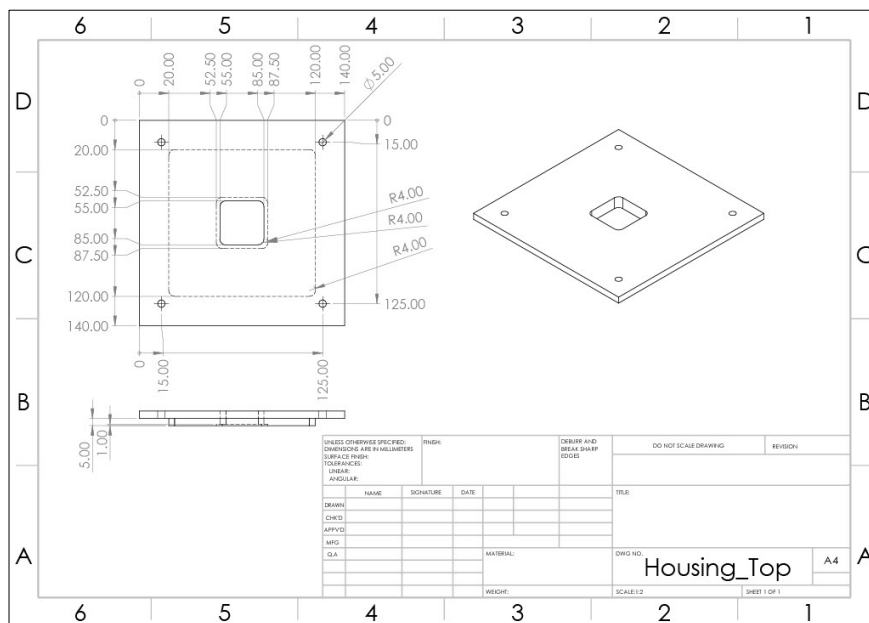 6 5 4 3 2 1
D D
C C
B B
A A
0 20.00 52.50 55.00 85.00 87.50 120.00 140.00
⌀5.00
0
20.00
52.50
55.00
85.00
87.50
120.00
140.00
0
15.00
125.00
R4.00
R4.00
R4.00
0 15.00 125.00
5.00 1.00
UNLESS OTHERWISE SPECIFIED:
DIMENSIONS ARE IN MILLIMETERS
SURFACE FINISH:
TOLERANCES:
LINEAR:
ANGULAR:
FINISH:
DEBURR AND
BREAK SHARP
EDGES
DO NOT SCALE DRAWING
REVISION
NAME SIGNATURE DATE
TITLE:
DRAWN
CHK'D
APPV'D
MFG
Q.A
MATERIAL:
DWG NO.
Housing_Top
A4
WEIGHT:
SCALE:1:2
SHEET 1 OF 1
6 5 4 3 2 1